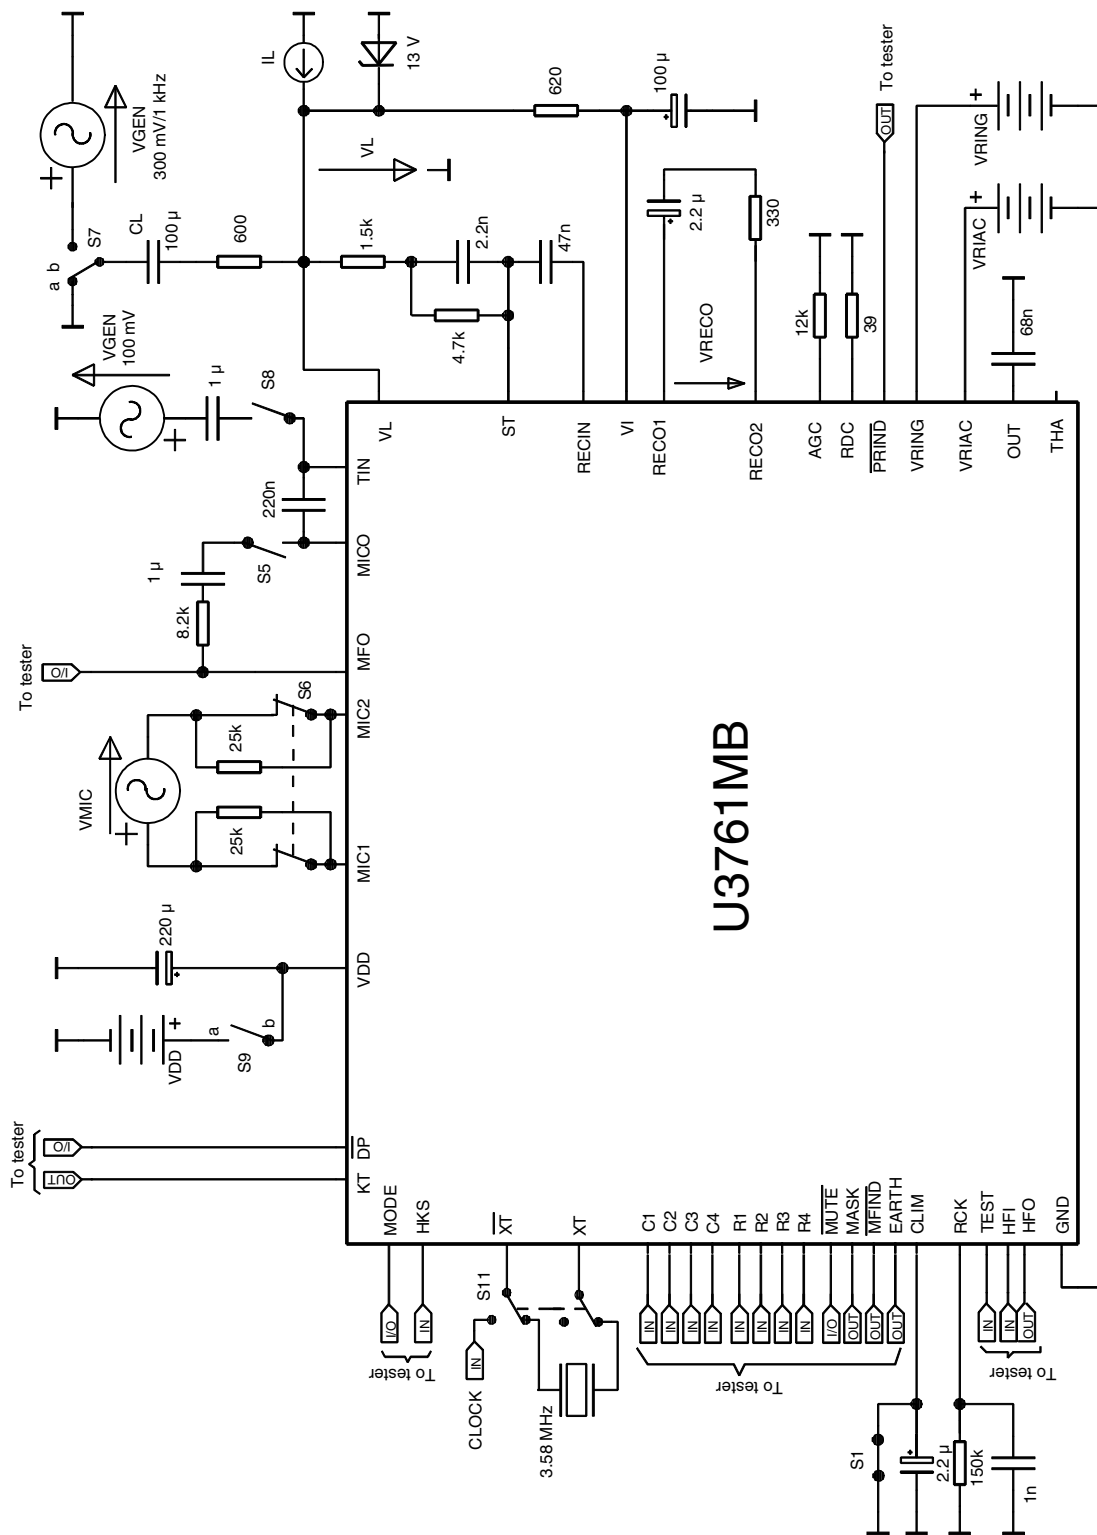 VGEN
300 mV/1 kHz
IL
13 V
S7
b
a
CL
100 µ
600
VL
620
100 µ
VGEN
100 mV
1 µ
S8
1.5k
2.2n
4.7k
47n
2.2 µ
330
VRECO
12k
39
To tester
OUT
VRING
+
VRIAC
+
68n
220n
S5
1 µ
8.2k
To tester
I/O
VMIC
25k
25k
S6
220 µ
VDD
+
a
b
S9
To tester
I/O
OUT
VL
ST
RECIN
VI
RECO1
RECO2
AGC
RDC
PRIND
VRING
VRIAC
OUT
THA
TIN
MICO
MFO
MIC2
MIC1
VDD
DP
KT
U3761MB
MODE
HKS
XT
XT
C1
C2
C3
C4
R1
R2
R3
R4
MUTE
MASK
MFIND
EARTH
CLIM
RCK
TEST
HFI
HFO
GND
I/O
IN
To tester
S11
CLOCK
IN
3.58 MHz
IN
IN
IN
IN
IN
IN
IN
IN
I/O
OUT
OUT
OUT
To tester
IN
IN
OUT
To tester
S1
2.2 µ
150k
1n